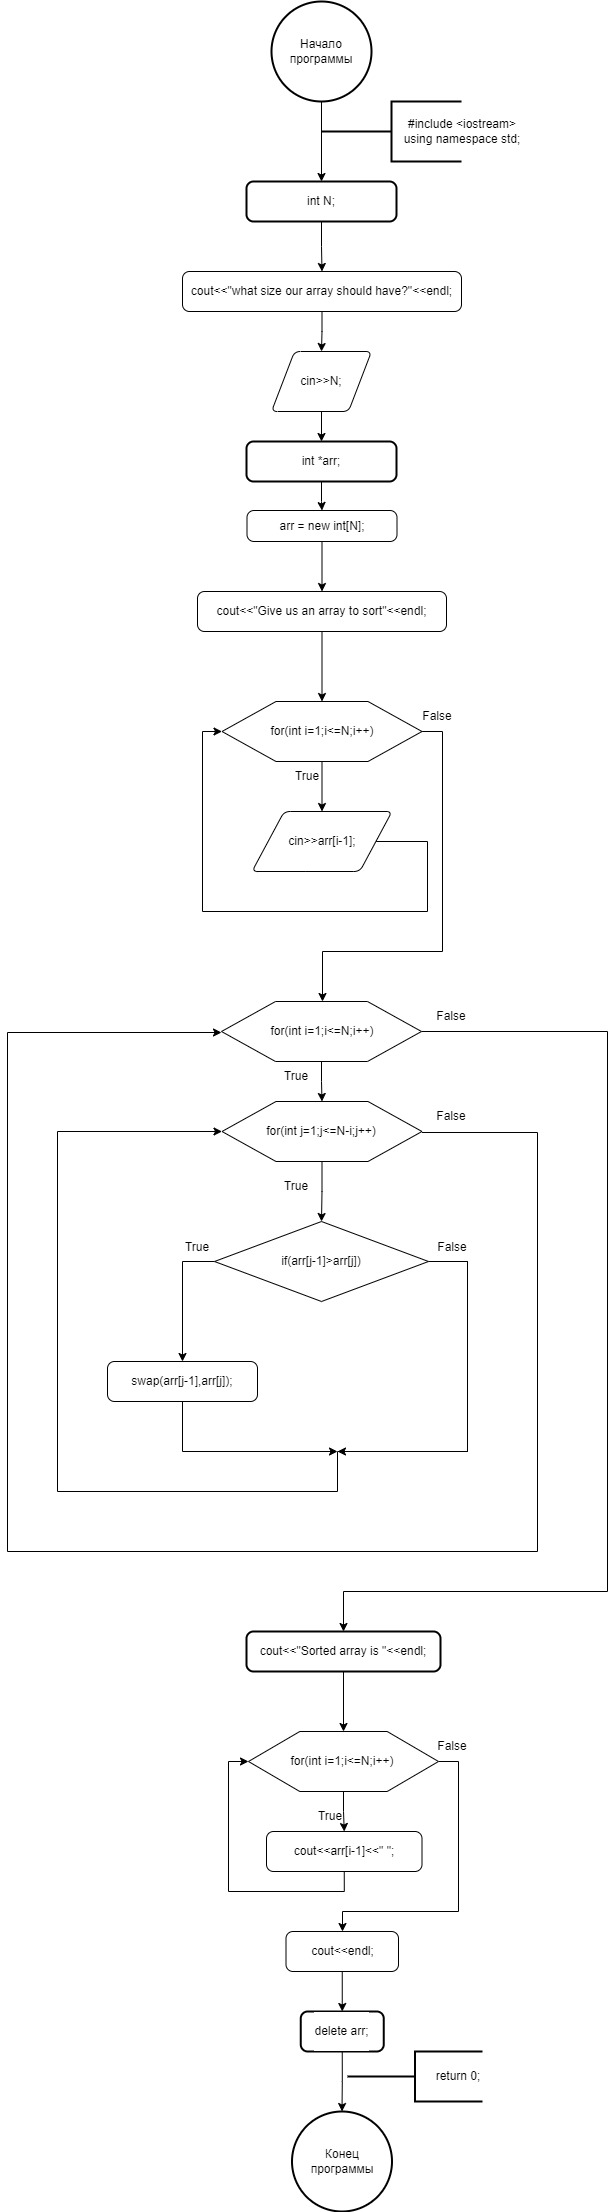 Начало
программы
#include <iostream>
using namespace std;
int N;
cout<<"what size our array should have?"<<endl;
cin>>N;
int *arr;
arr = new int[N];
cout<<"Give us an array to sort"<<endl;
for(int i=1;i<=N;i++)
False
True
cin>>arr[i-1];
for(int i=1;i<=N;i++)
False
True
for(int j=1;j<=N-i;j++)
False
True
if(arr[j-1]>arr[j])
True
False
swap(arr[j-1],arr[j]);
cout<<"Sorted array is "<<endl;
for(int i=1;i<=N;i++)
False
True
cout<<arr[i-1]<<" ";
cout<<endl;
delete arr;
return 0;
Конец
программы